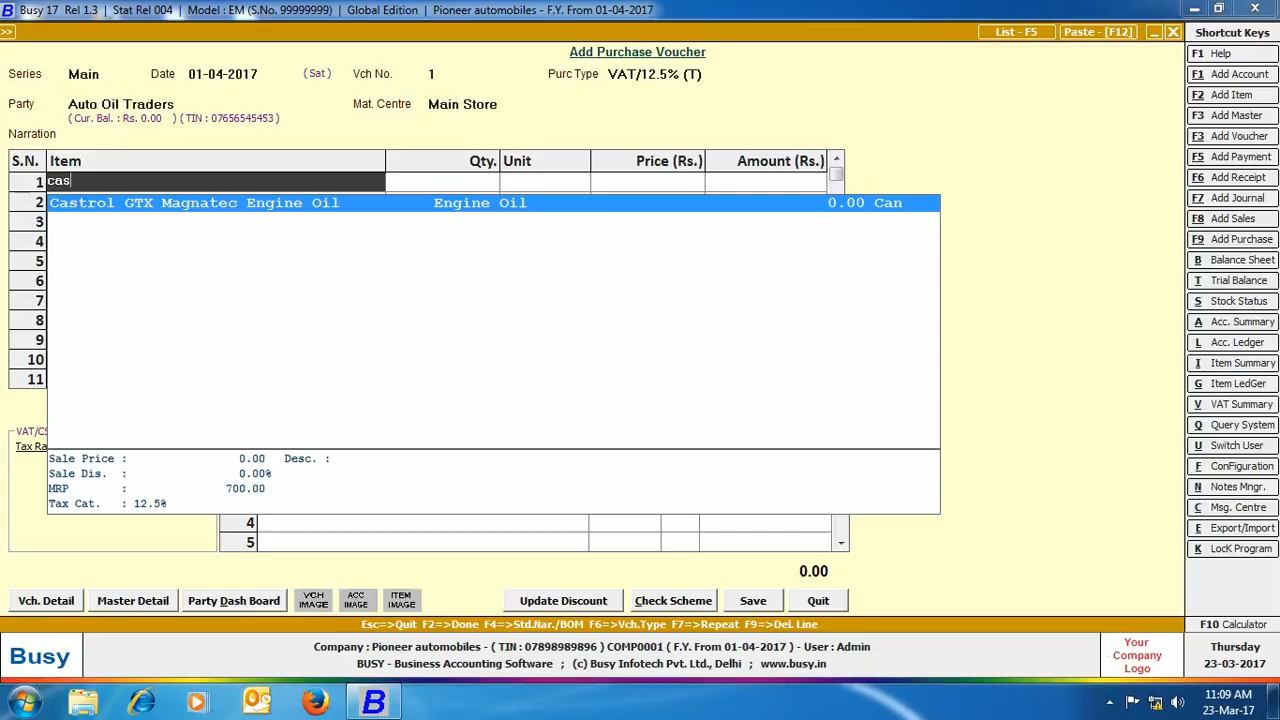 Busy 17 Rel 1.3 | Stat Rel 004 | Model : EM (S.No. 99999999) | Global Edition | Pioneer automobiles - F.Y. From 01-04-2017
>> List - F5 Paste - [F12] Shortcut Keys
Add Purchase Voucher
Series Main Date 01-04-2017 (Sat) Vch No. 1 Purc Type VAT/12.5% (T)
Party Auto Oil Traders Mat. Centre Main Store
(Cur. Bal. : Rs. 0.00 ) (TIN : 07656545453 )
Narration
S.N. Item Qty. Unit Price (Rs.) Amount (Rs.)
1 cas
2 Castrol GTX Magnatec Engine Oil Engine Oil 0.00 Can
3
4
5
6
7
8
9
10
11
VAT/CS
Tax Ra
Sale Price : 0.00 Desc. :
Sale Dis. : 0.00%
MRP : 700.00
Tax Cat. : 12.5%
4
5
0.00
Vch. Detail Master Detail Party Dash Board VCH IMAGE ACC IMAGE ITEM IMAGE Update Discount Check Scheme Save Quit
Esc=>Quit F2=>Done F4=>Std.Nar./BOM F6=>Vch.Type F7=>Repeat F9=>Del. Line
F1 Help
F1 Add Account
F2 Add Item
F3 Add Master
F3 Add Voucher
F5 Add Payment
F6 Add Receipt
F7 Add Journal
F8 Add Sales
F9 Add Purchase
B Balance Sheet
T Trial Balance
S Stock Status
A Acc. Summary
L Acc. Ledger
I Item Summary
G Item LedGer
V VAT Summary
Q Query System
U Switch User
F Configuration
N Notes Mngr.
C Msg. Centre
E Export/Import
K LocK Program
F10 Calculator
Busy
Company : Pioneer automobiles - ( TIN : 07898989896 ) COMP0001 ( F.Y. From 01-04-2017 ) - User : Admin
BUSY - Business Accounting Software ; (c) Busy Infotech Pvt. Ltd., Delhi ; www.busy.in
Your
Company
Logo
Thursday
23-03-2017
11:09 AM
23-Mar-17